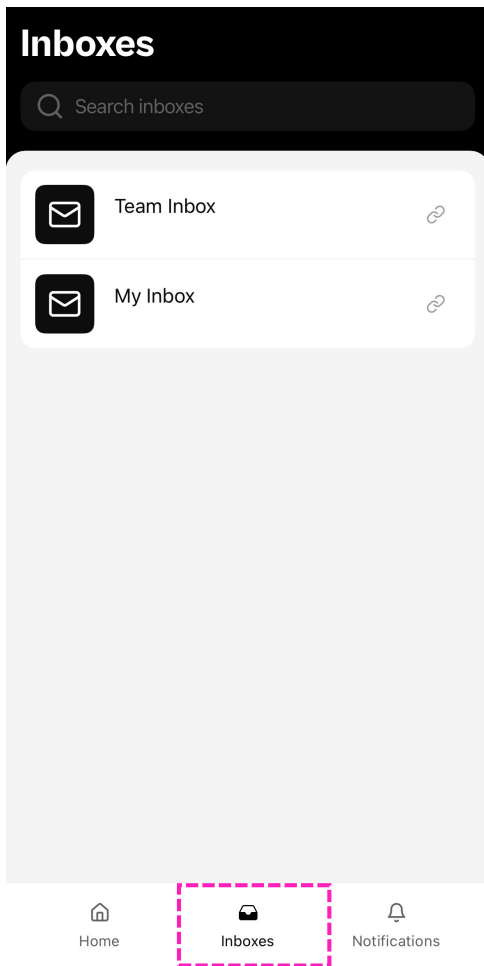 Inboxes
Search inboxes
Team Inbox
My Inbox
Home
Inboxes
Notifications